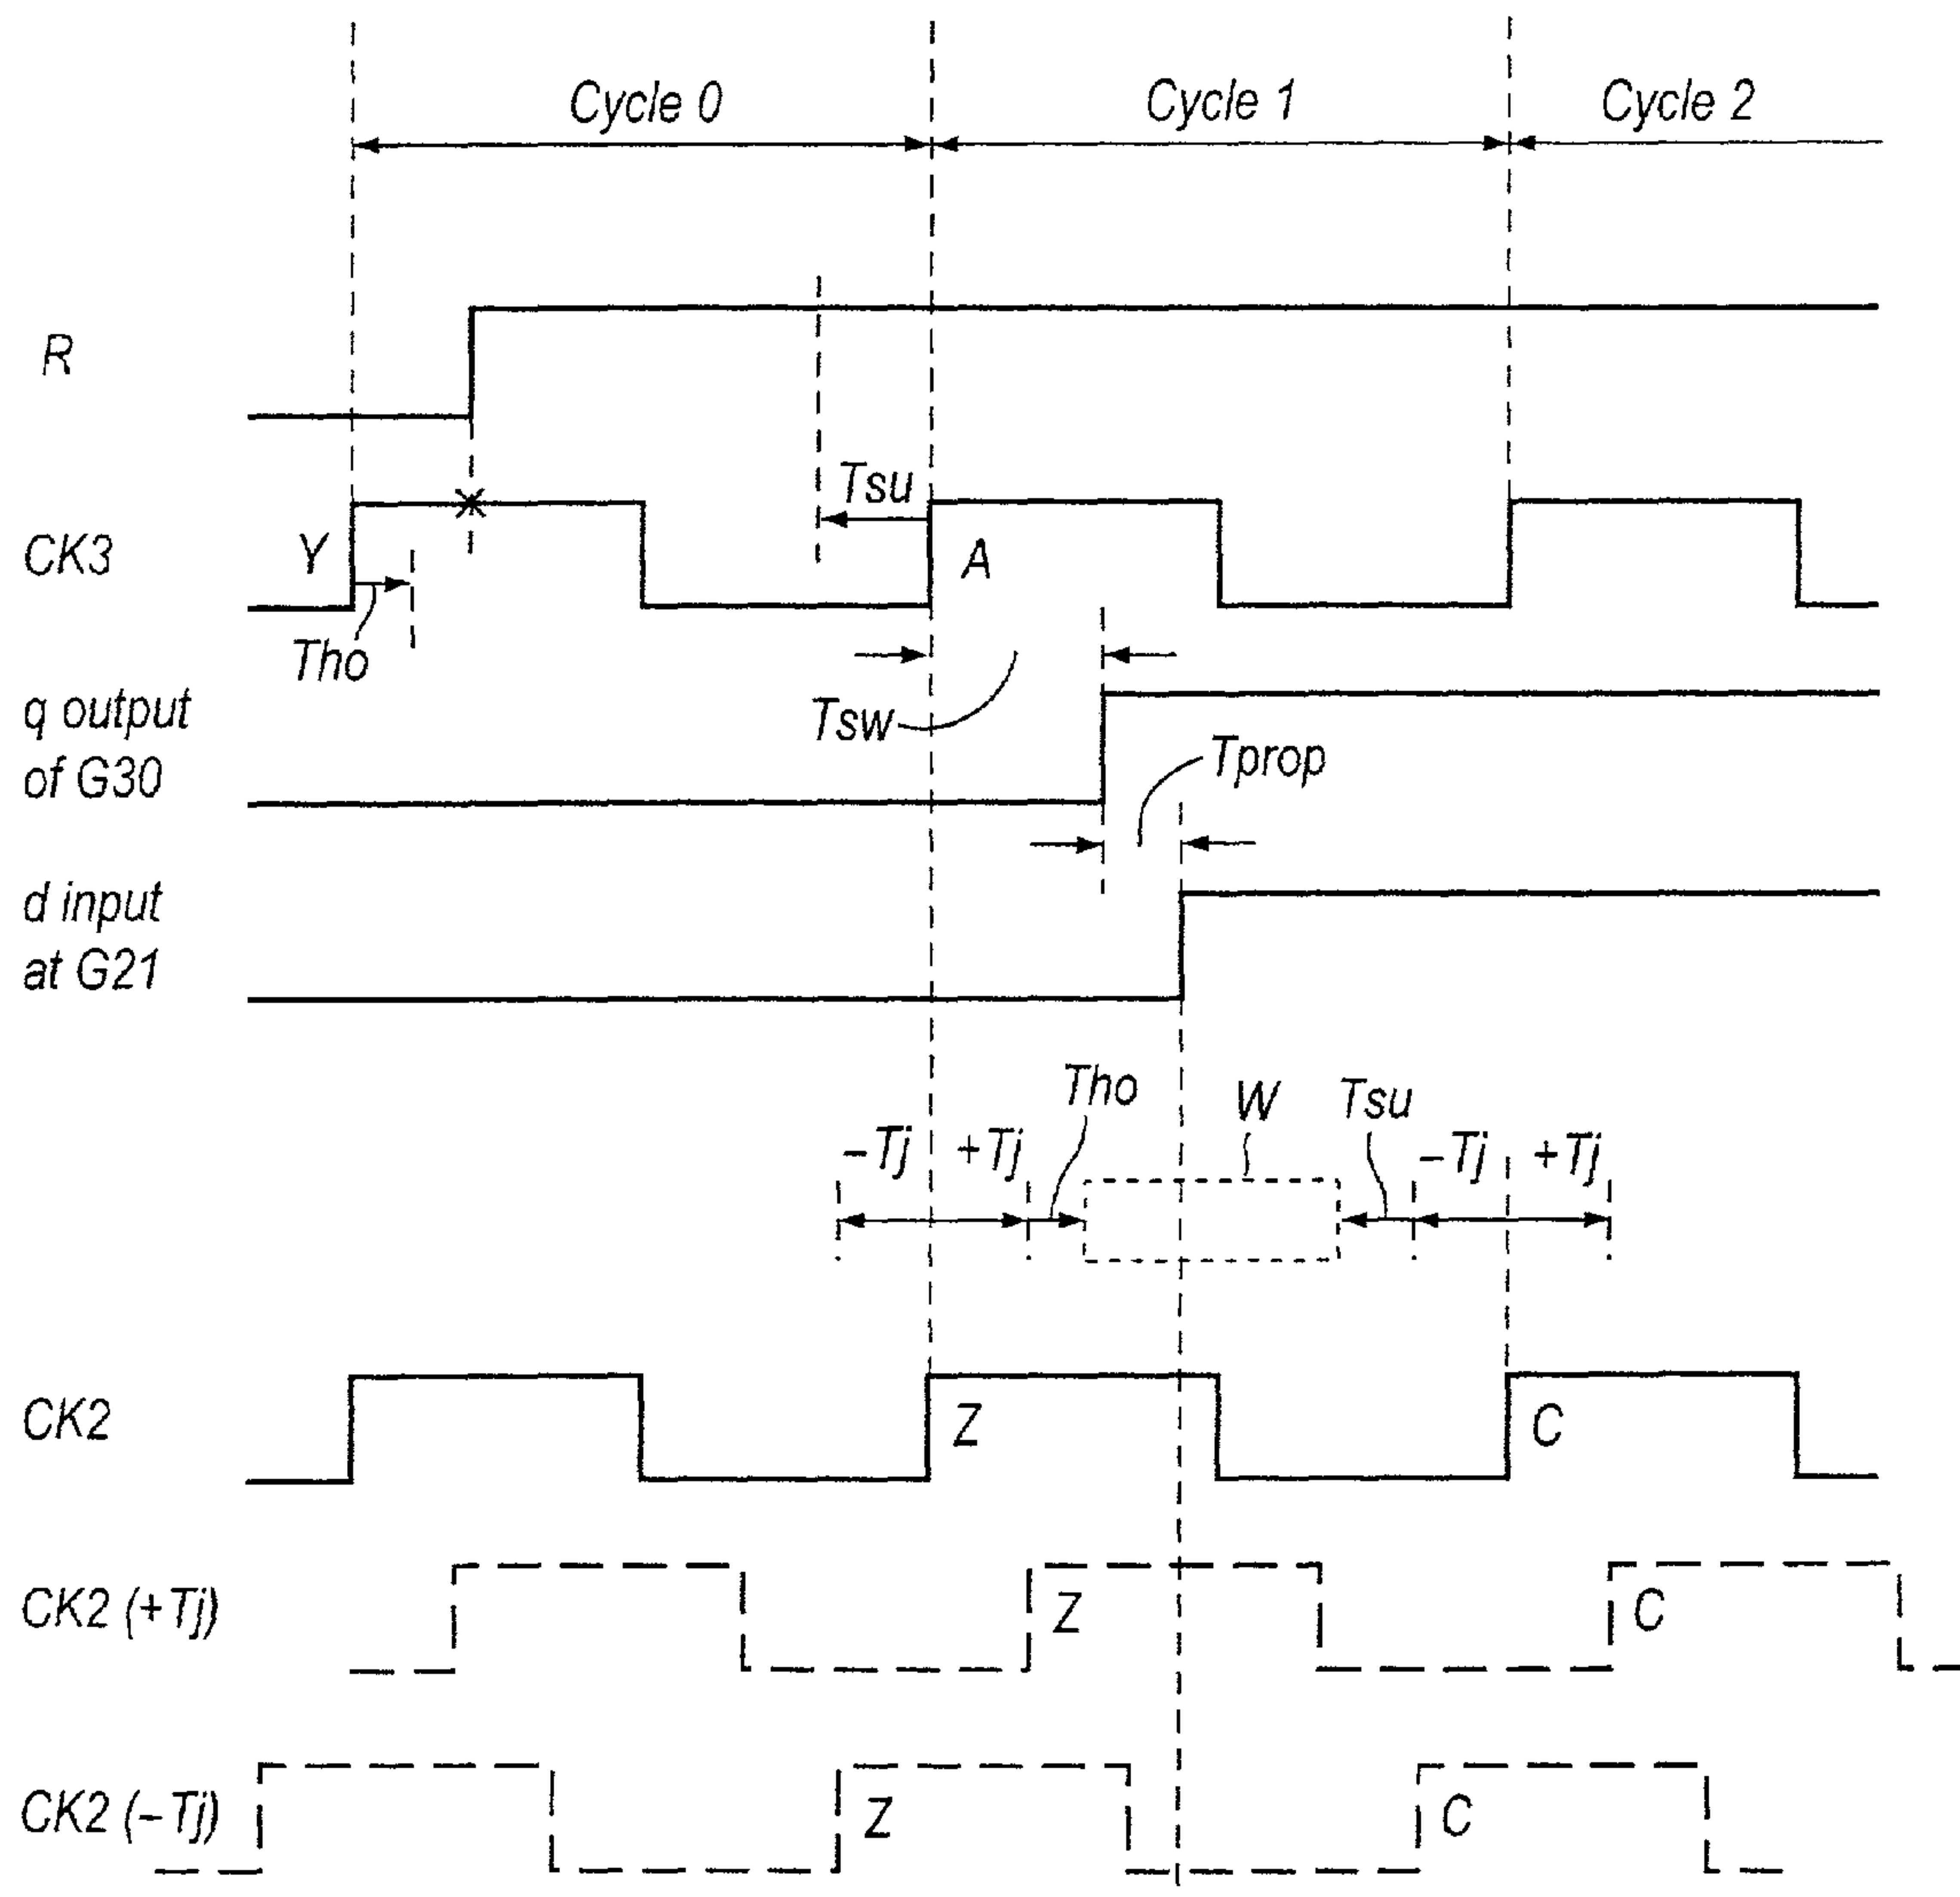 Cycle 0 Cycle 1 Cycle 2
R
Tsu
CK3 Y A
Tho
q output
of G30
Tsw
Tprop
d input
at G21
Tho W Tsu
–Tj +Tj –Tj +Tj
CK2 Z C
CK2 (+Tj) Z C
CK2 (–Tj) Z C